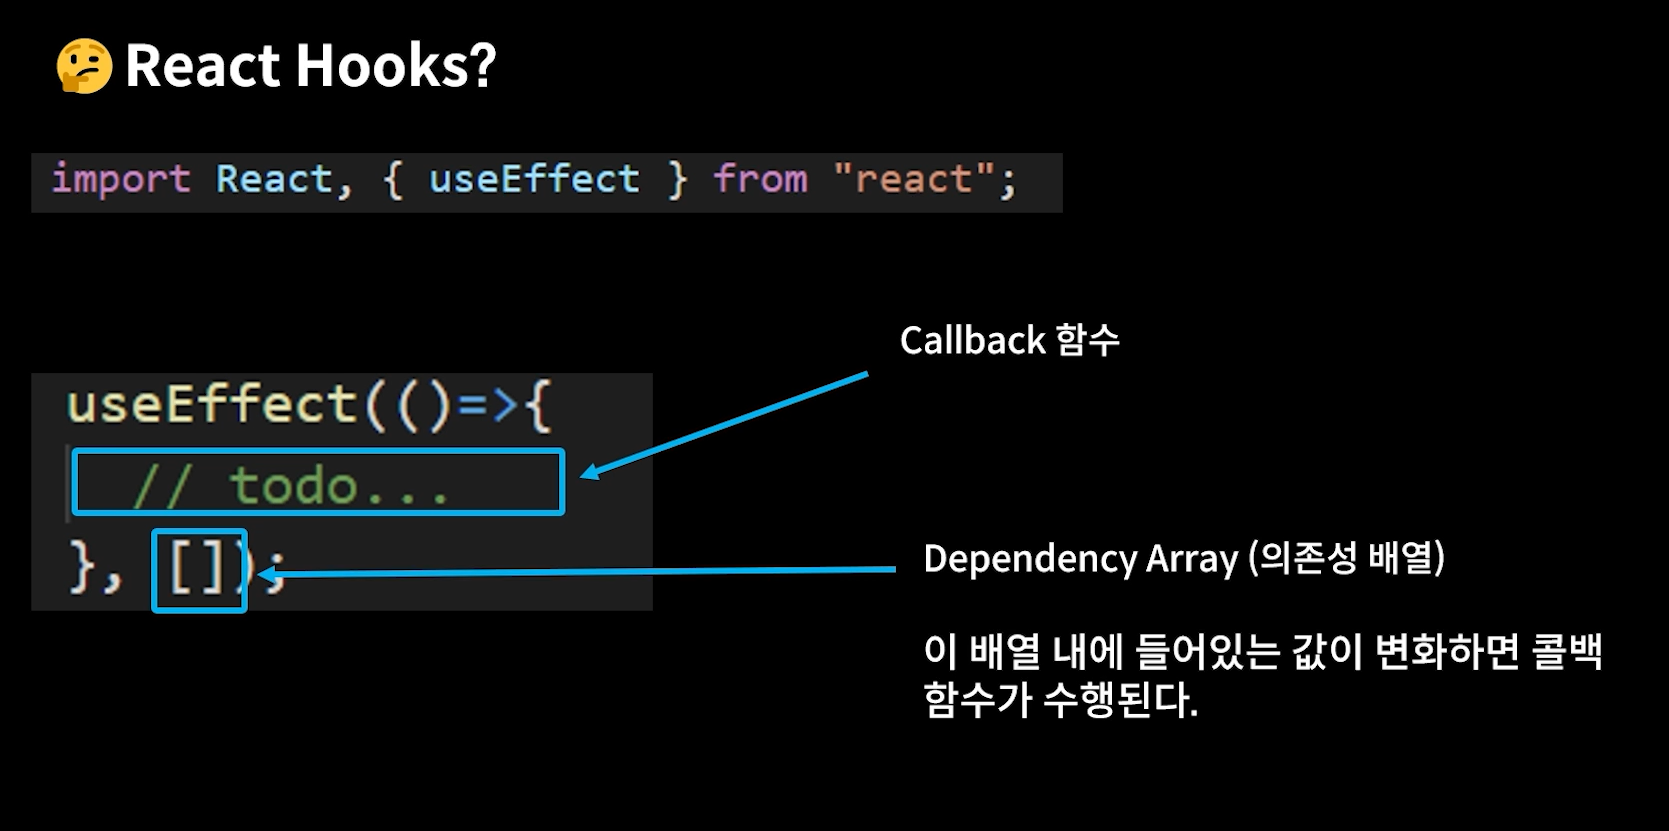 🤔 React Hooks?
import React, { useEffect } from "react";
Callback 함수
useEffect(()=>{
// todo...
}, []);
Dependency Array (의존성 배열)
이 배열 내에 들어있는 값이 변화하면 콜백
함수가 수행된다.